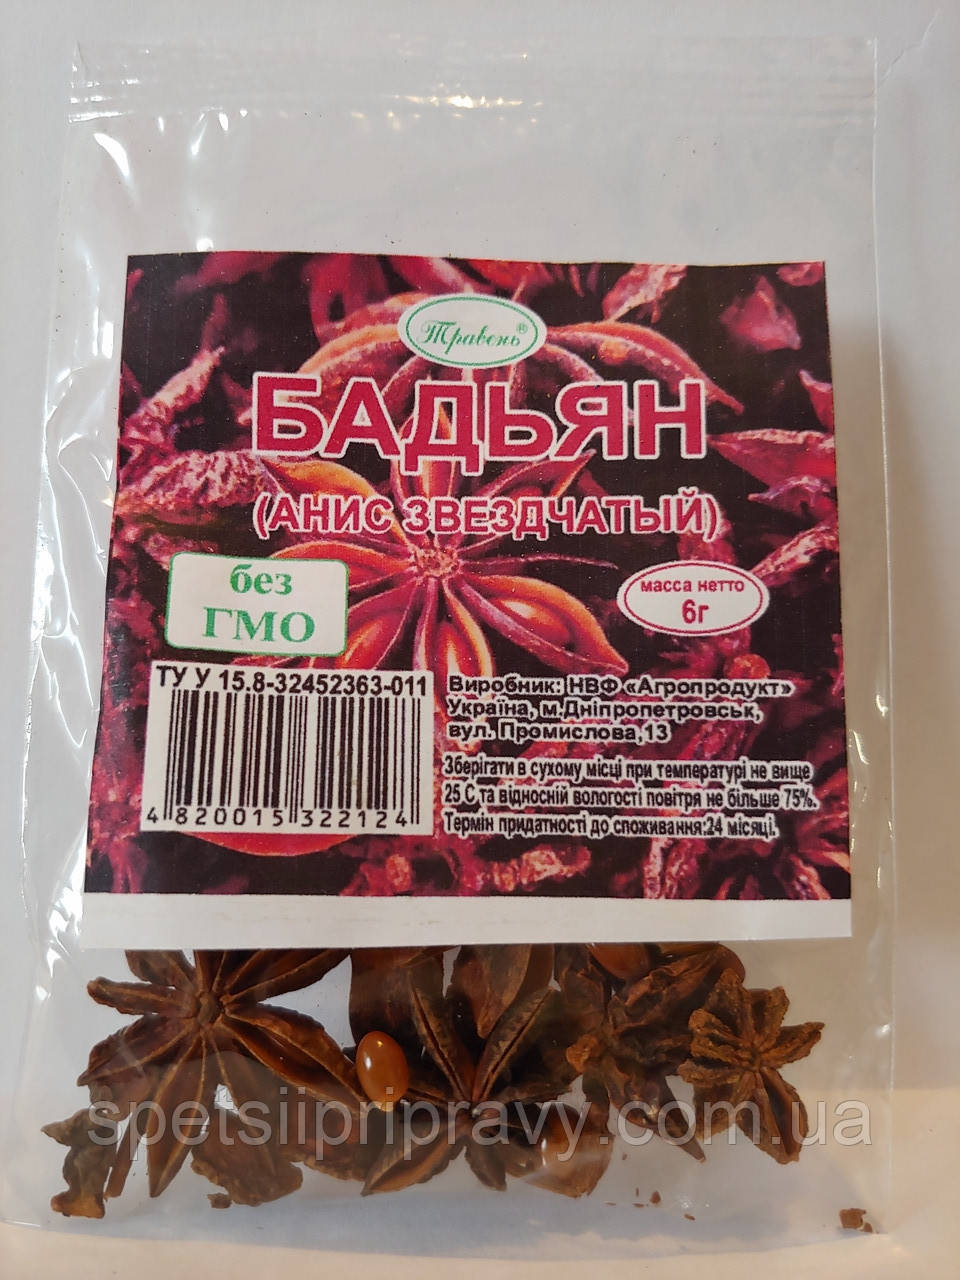 Травень®
БАДЬЯН
(АНИС ЗВЕЗДЧАТЫЙ)
без
ГМО
масса нетто
6г
ТУ У 15.8-32452363-011
4 820015 322124
Виробник: НВФ «Агропродукт»
Україна, м.Дніпропетровськ,
вул. Промислова,13
Зберігати в сухому місці при температурі не вище
25 С та відносній вологості повітря не більше 75%.
Термін придатності до споживання:24 місяці.
spetsiipripravy.com.ua